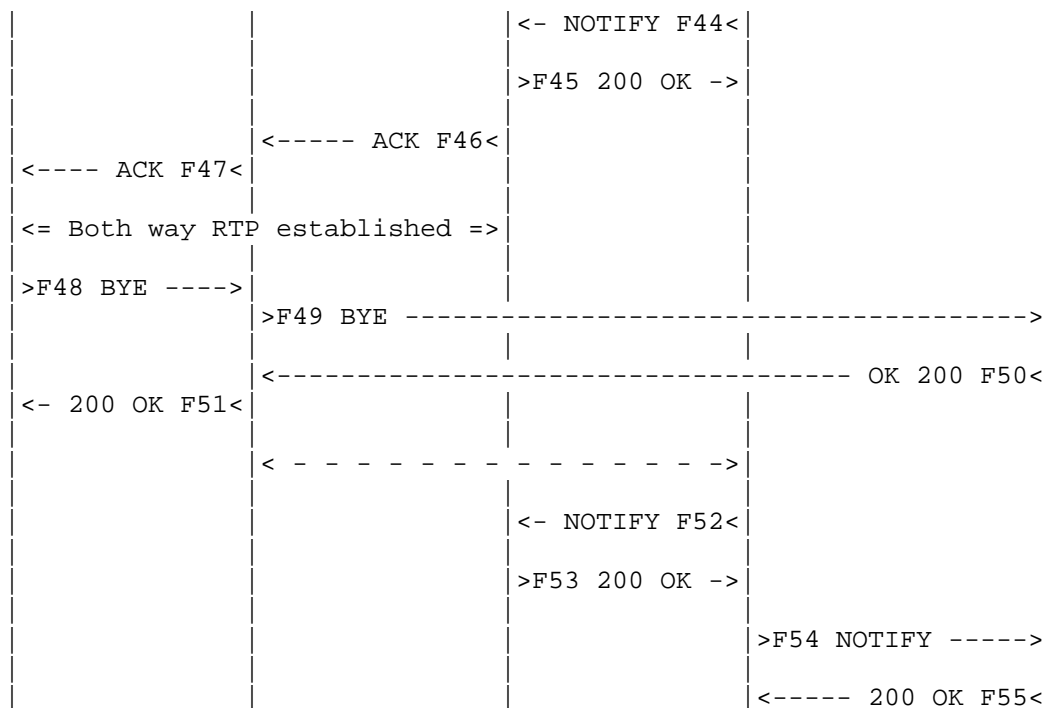 <- NOTIFY F44<
>F45 200 OK ->
<----- ACK F46<
<---- ACK F47<
<= Both way RTP established =>
>F48 BYE ---->
>F49 BYE --------------------------------------->
<------------------------------------ OK 200 F50<
<- 200 OK F51<
< - - - - - - - - - - - - - - ->
<- NOTIFY F52<
>F53 200 OK ->
>F54 NOTIFY ----->
<----- 200 OK F55<